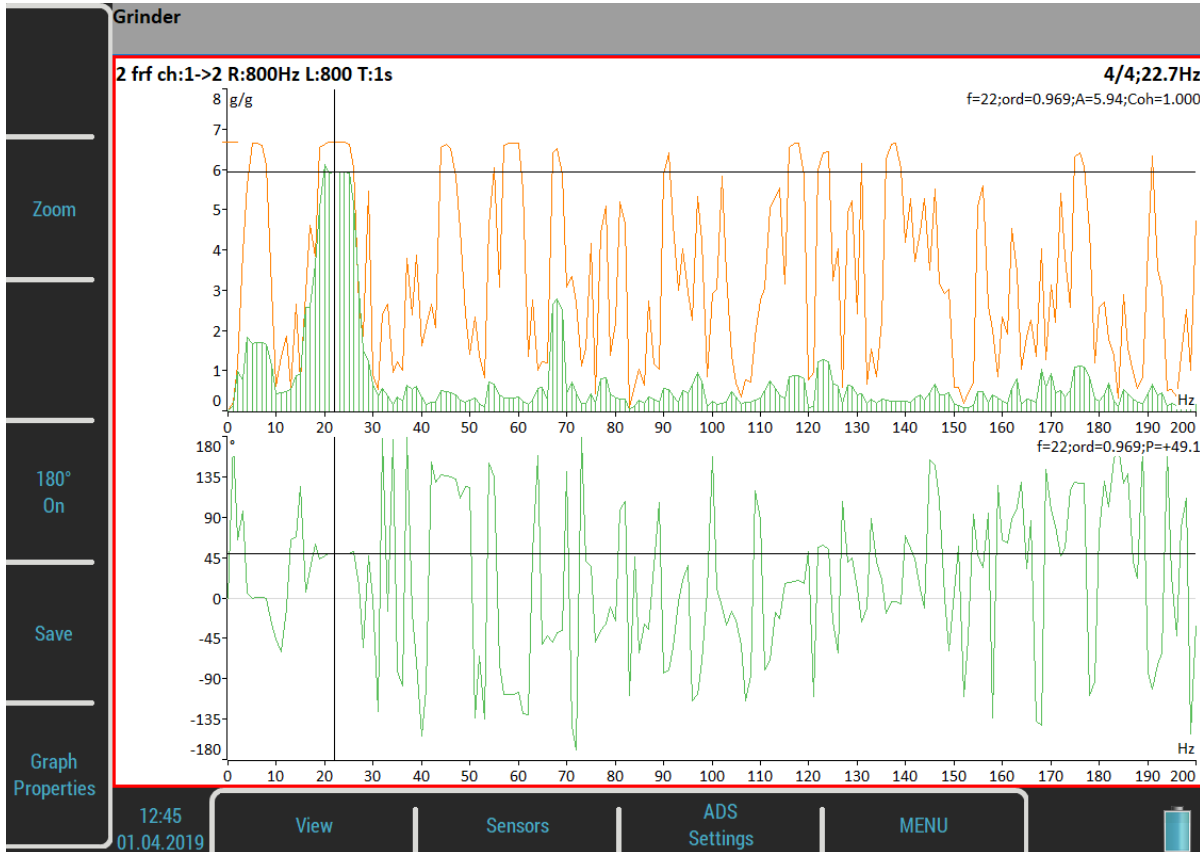 Grinder
2 frf ch:1->2 R:800Hz L:800 T:1s 4/4;22.7Hz
f=22;ord=0.969;A=5.94;Coh=1.000
g/g
8
7
6
5
4
3
2
1
0
Hz
0 10 20 30 40 50 60 70 80 90 100 110 120 130 140 150 160 170 180 190 200
f=22;ord=0.969;P=+49.1
°
180
135
90
45
0
-45
-90
-135
-180
Hz
0 10 20 30 40 50 60 70 80 90 100 110 120 130 140 150 160 170 180 190 200
Zoom
180°
On
Save
Graph
Properties
12:45
01.04.2019
View
Sensors
ADS
Settings
MENU